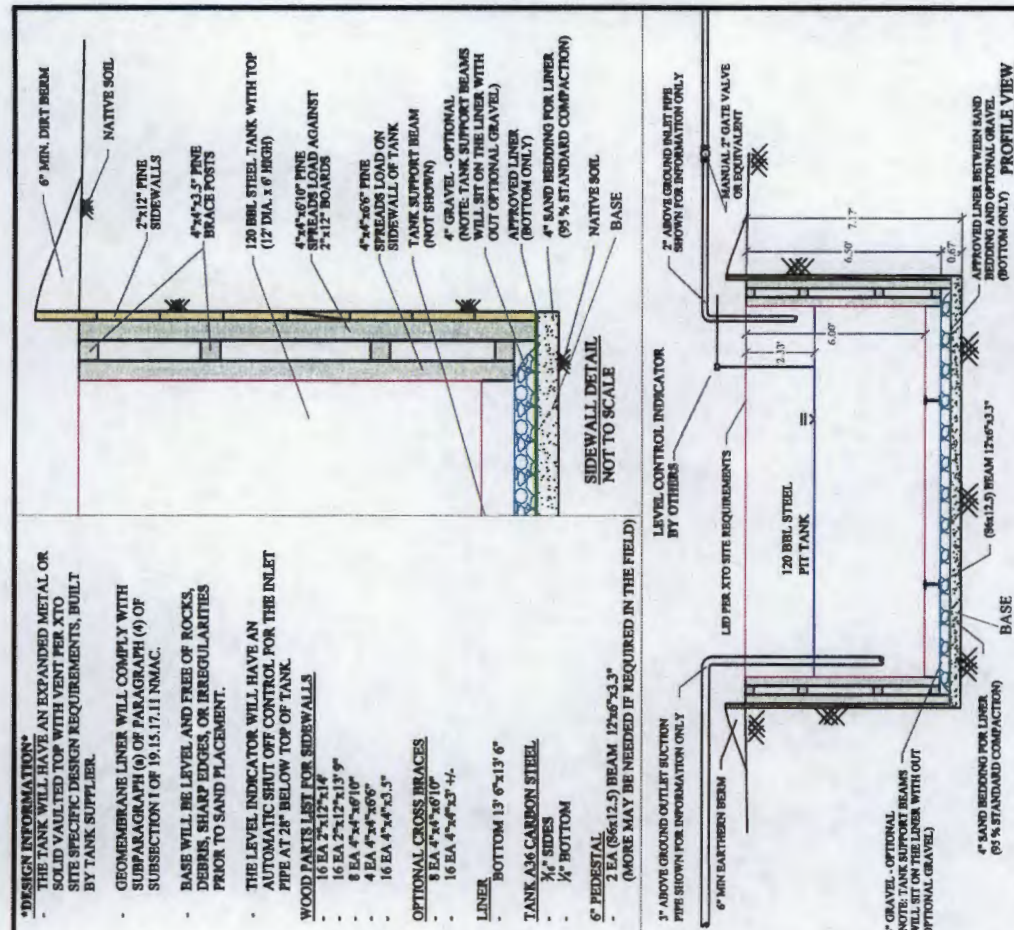 *DESIGN INFORMATION*
- THE TANK WILL HAVE AN EXPANDED METAL OR
SOLID VAULTED TOP WITH VENT PER XTO
SITE SPECIFIC DESIGN REQUIREMENTS, BUILT
BY TANK SUPPLIER.
- GEOMEMBRANE LINER WILL COMPLY WITH
SUBPARAGRAPH (a) OF PARAGRAPH (4) OF
SUBSECTION I OF 19.15.17.11 NMAC.
- BASE WILL BE LEVEL AND FREE OF ROCKS,
DEBRIS, SHARP EDGES, OR IRREGULARITIES
PRIOR TO SAND PLACEMENT.
- THE LEVEL INDICATOR WILL HAVE AN
AUTOMATIC SHUT OFF CONTROL FOR THE INLET
PIPE AT 28" BELOW TOP OF TANK.
WOOD PARTS LIST FOR SIDEWALLS
- 16 EA 2"x12"x14'
- 16 EA 2"x12"x13'9"
- 8 EA 4"x4"x6'10"
- 4 EA 4"x4"x6'6"
- 16 EA 4"x4"x3.5"
OPTIONAL CROSS BRACES
- 8 EA 4"x4"x6'10"
- 16 EA 4"x4"x5" +/-
LINER
- BOTTOM 13' 6"x13' 6"
TANK A36 CARBON STEEL
- 3/16" SIDES
- 1/4" BOTTOM
6" PEDESTAL
- 2 EA (S6x12.5) BEAM 12'x6"x3.3"
(MORE MAY BE NEEDED IF REQUIRED IN THE FIELD)
6" MIN. DIRT BERM
NATIVE SOIL
2"x12" PINE
SIDEWALLS
4"x4"x3.5" PINE
BRACE POSTS
120 BBL STEEL TANK WITH TOP
(12' DIA. x 6' HIGH)
4"x4"x6'10" PINE
SPREADS LOAD AGAINST
2"x12" BOARDS
4"x4"x6'6" PINE
SPREADS LOAD ON
SIDEWALL OF TANK
TANK SUPPORT BEAM
(NOT SHOWN)
4" GRAVEL - OPTIONAL
(NOTE: TANK SUPPORT BEAMS
WILL SIT ON THE LINER WITH
OUT OPTIONAL GRAVEL)
APPROVED LINER
(BOTTOM ONLY)
4" SAND BEDDING FOR LINER
(95 % STANDARD COMPACTION)
NATIVE SOIL
BASE
SIDEWALL DETAIL
NOT TO SCALE
3" ABOVE GROUND OUTLET SUCTION
PIPE SHOWN FOR INFORMATION ONLY
6" MIN EARTHERN BERM
LEVEL CONTROL INDICATOR
BY OTHERS
LID PER XTO SITE REQUIREMENTS
120 BBL STEEL
PIT TANK
2" ABOVE GROUND INLET PIPE
SHOWN FOR INFORMATION ONLY
MANUAL 2" GATE VALVE
OR EQUIVALENT
2.33'
6.00'
6.50'
7.17'
0.67'
" GRAVEL - OPTIONAL
NOTE: TANK SUPPORT BEAMS
WILL SIT ON THE LINER WITH OUT
OPTIONAL GRAVEL)
4" SAND BEDDING FOR LINER
(95 % STANDARD COMPACTION)
BASE
(S6x12.5) BEAM 12'x6"x3.3"
APPROVED LINER BETWEEN SAND
BEDDING AND OPTIONAL GRAVEL
(BOTTOM ONLY)
PROFILE VIEW